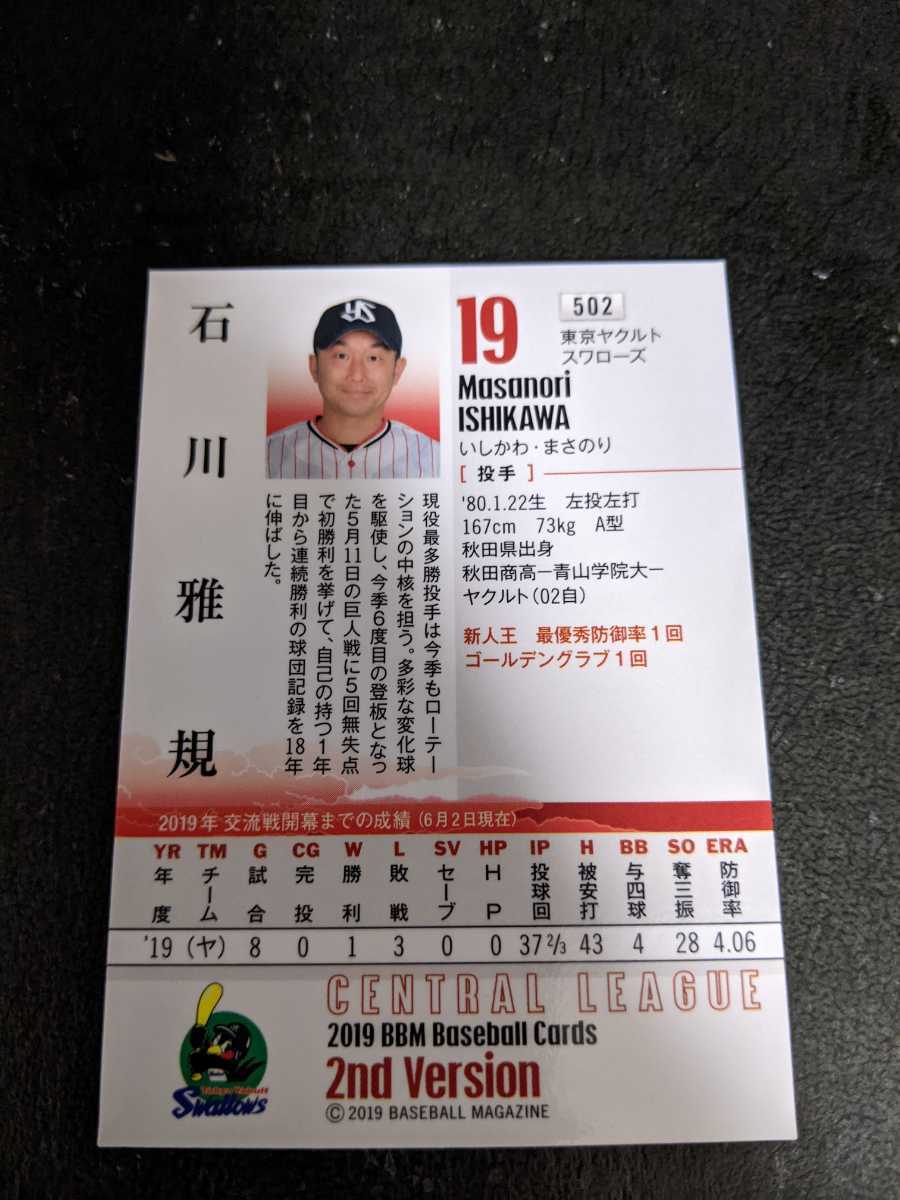 石川雅規
YS
19
502
東京ヤクルト
スワローズ
Masanori
ISHIKAWA
いしかわ・まさのり
[ 投手 ]
'80.1.22生 左投左打
167cm 73kg A型
秋田県出身
秋田商高ー青山学院大ー
ヤクルト(02自)
新人王 最優秀防御率1回
ゴールデングラブ1回
現役最多勝投手は今季もローテー
ションの中核を担う。多彩な変化球
を駆使し、今季6度目の登板となっ
た5月11日の巨人戦に5回無失点
で初勝利を挙げて、自己の持つ1年
目から連続勝利の球団記録を18年
に伸ばした。
2019年 交流戦開幕までの成績(6月2日現在)
YR TM G CG W L SV HP IP H BB SO ERA
年度 チーム 試合 完投 勝利 敗戦 セーブ HP 投球回 被安打 与四球 奪三振 防御率
'19 (ヤ) 8 0 1 3 0 0 37 2/3 43 4 28 4.06
CENTRAL LEAGUE
2019 BBM Baseball Cards
2nd Version
© 2019 BASEBALL MAGAZINE
Tokyo Yakult
Swallows